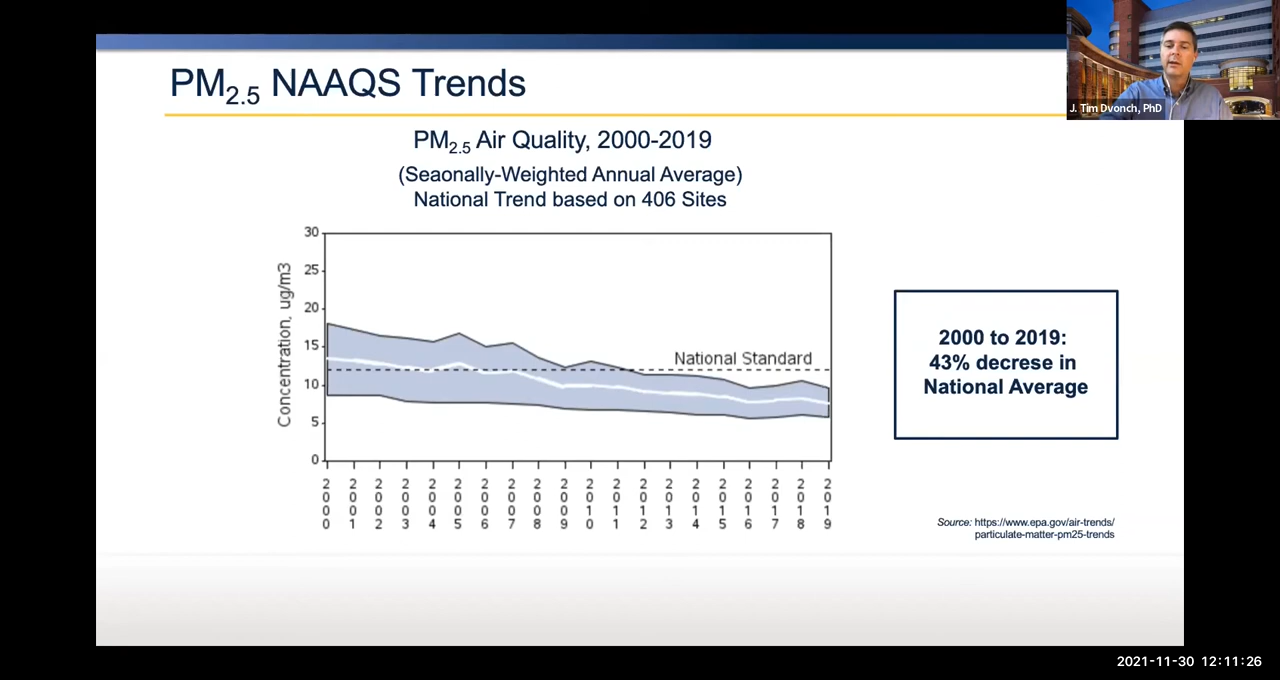 PM2.5 NAAQS Trends
J. Tim Dvonch, PhD
PM2.5 Air Quality, 2000-2019
(Seaonally-Weighted Annual Average)
National Trend based on 406 Sites
Concentration, ug/m3
30
25
20
15
10
5
0
National Standard
2000
2001
2002
2003
2004
2005
2006
2007
2008
2009
2010
2011
2012
2013
2014
2015
2016
2017
2018
2019
2000 to 2019:
43% decrese in
National Average
Source: https://www.epa.gov/air-trends/
particulate-matter-pm25-trends
2021-11-30 12:11:26